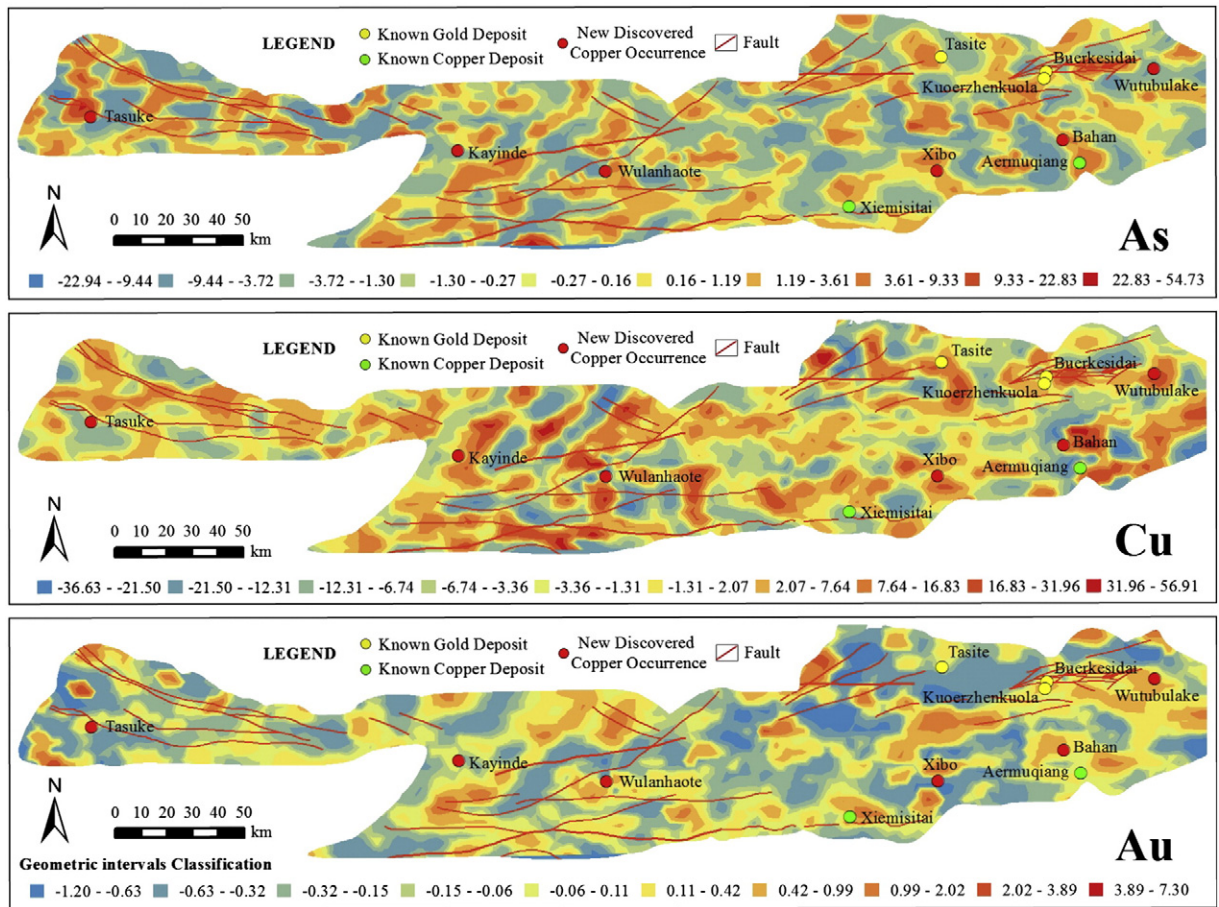 LEGEND
Known Gold Deposit
Known Copper Deposit
New Discovered
Copper Occurrence
Fault
Tasite
Buerkesidai
Kuoerzhenkuola
Wutubulake
Tasuke
Kayinde
Wulanhaote
Bahan
Xibo
Aermuqiang
Xiemisitai
N
0 10 20 30 40 50
km
As
-22.94 - -9.44 -9.44 - -3.72 -3.72 - -1.30 -1.30 - -0.27 -0.27 - 0.16 0.16 - 1.19 1.19 - 3.61 3.61 - 9.33 9.33 - 22.83 22.83 - 54.73
LEGEND
Known Gold Deposit
Known Copper Deposit
New Discovered
Copper Occurrence
Fault
Tasite
Buerkesidai
Kuoerzhenkuola
Wutubulake
Tasuke
Kayinde
Wulanhaote
Bahan
Xibo
Aermuqiang
Xiemisitai
N
0 10 20 30 40 50
km
Cu
-36.63 - -21.50 -21.50 - -12.31 -12.31 - -6.74 -6.74 - -3.36 -3.36 - -1.31 -1.31 - 2.07 2.07 - 7.64 7.64 - 16.83 16.83 - 31.96 31.96 - 56.91
LEGEND
Known Gold Deposit
Known Copper Deposit
New Discovered
Copper Occurrence
Fault
Tasite
Buerkesidai
Kuoerzhenkuola
Wutubulake
Tasuke
Kayinde
Wulanhaote
Bahan
Xibo
Aermuqiang
Xiemisitai
N
0 10 20 30 40 50
km
Au
Geometric intervals Classification
-1.20 - -0.63 -0.63 - -0.32 -0.32 - -0.15 -0.15 - -0.06 -0.06 - 0.11 0.11 - 0.42 0.42 - 0.99 0.99 - 2.02 2.02 - 3.89 3.89 - 7.30